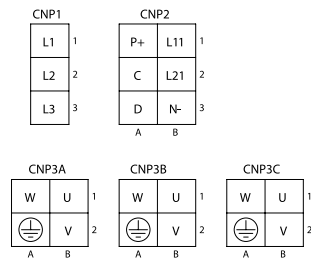 CNP1 CNP2
L1 1 P+ L11 1
L2 2 C L21 2
L3 3 D N- 3
A B
CNP3A CNP3B CNP3C
W U 1 W U 1 W U 1
V 2 V 2 V 2
A B A B A B